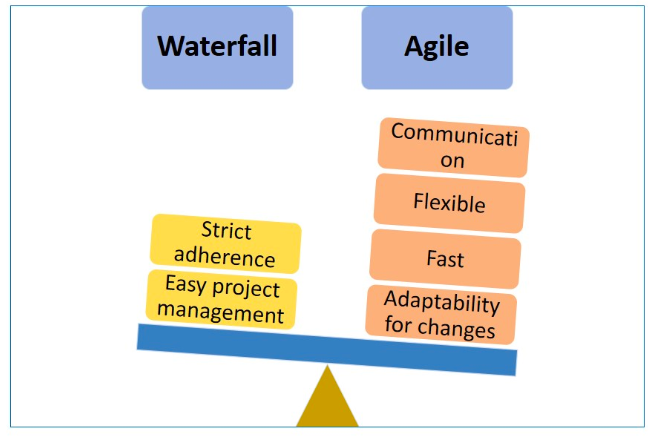 Waterfall
Agile
Communicati
on
Flexible
Fast
Adaptability
for changes
Strict
adherence
Easy project
management